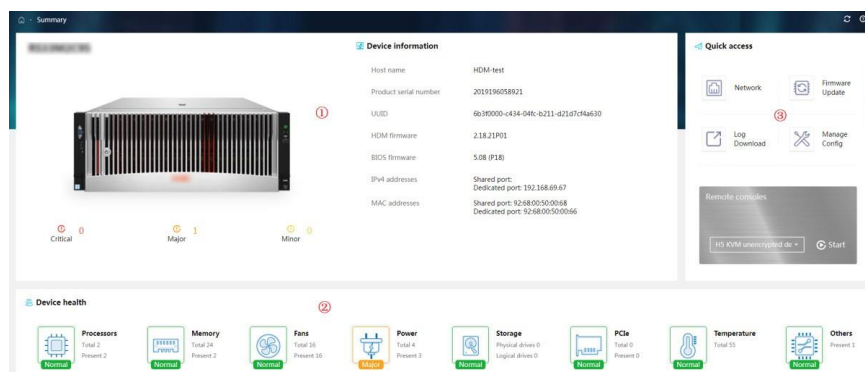 Summary
①
Critical 0
Major 1
Minor 0
Device information
Host name HDM-test
Product serial number 2019196058921
UUID 6b3f0000-c434-04fc-b211-d21d7cf4a630
HDM firmware 2.18.21P01
BIOS firmware 5.08 (P18)
IPv4 addresses Shared port:
Dedicated port: 192.168.69.67
MAC addresses Shared port: 92:68:00:50:00:68
Dedicated port: 92:68:00:50:00:66
Quick access
Network
Firmware
Update
③
Log
Download
Manage
Config
Remote consoles
H5 KVM unencrypted de
Start
Device health
②
Processors
Total 2
Present 2
Normal
Memory
Total 24
Present 2
Normal
Fans
Total 16
Present 16
Normal
Power
Total 4
Present 3
Major
Storage
Physical drives 0
Logical drives 0
Normal
PCIe
Total 0
Present 0
Normal
Temperature
Total 55
Normal
Others
Present 1
Normal